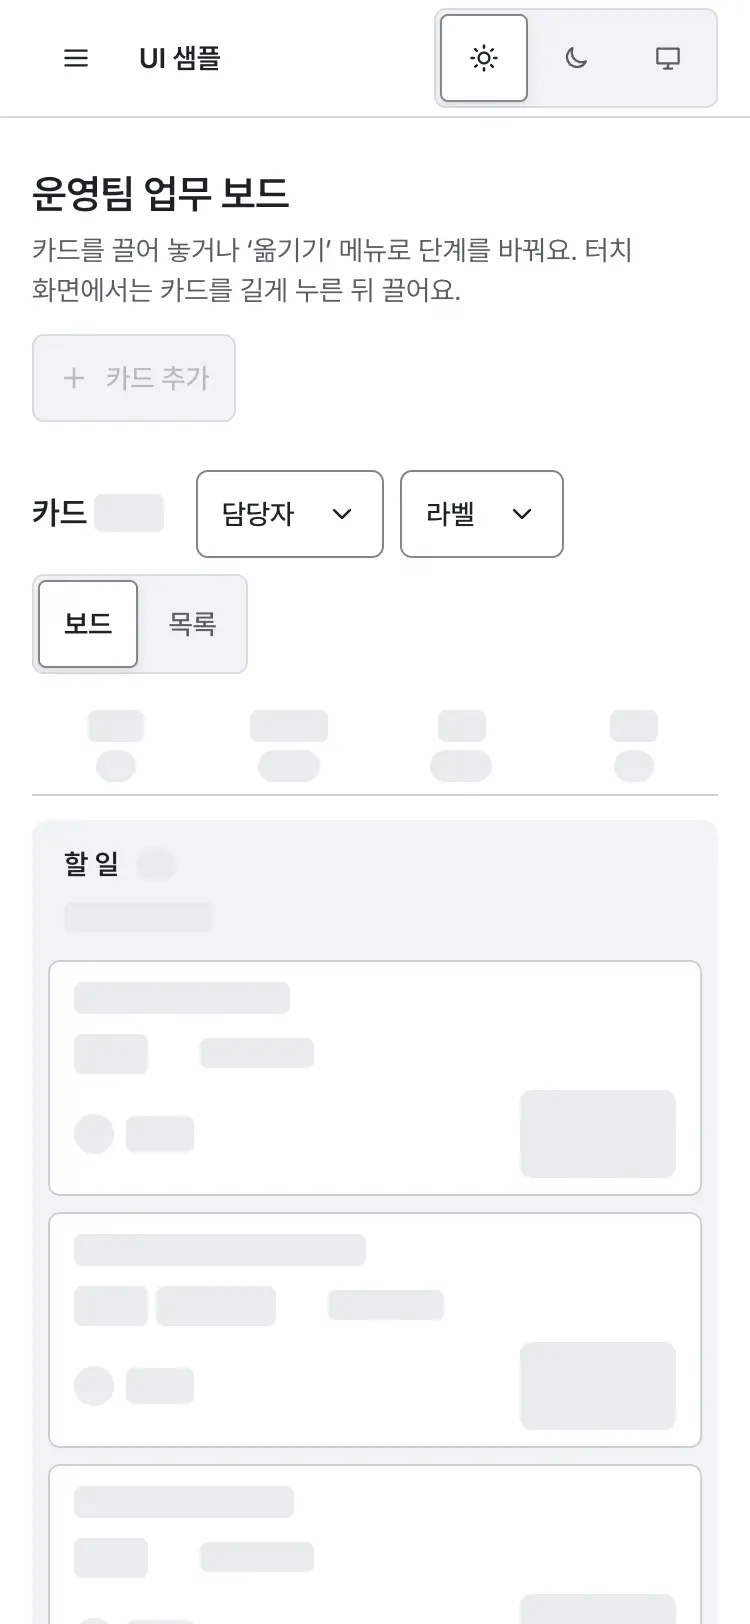 UI 샘플
운영팀 업무 보드
카드를 끌어 놓거나 ‘옮기기’ 메뉴로 단계를 바꿔요. 터치
화면에서는 카드를 길게 누른 뒤 끌어요.
카드 추가
카드
담당자
라벨
보드
목록
할 일